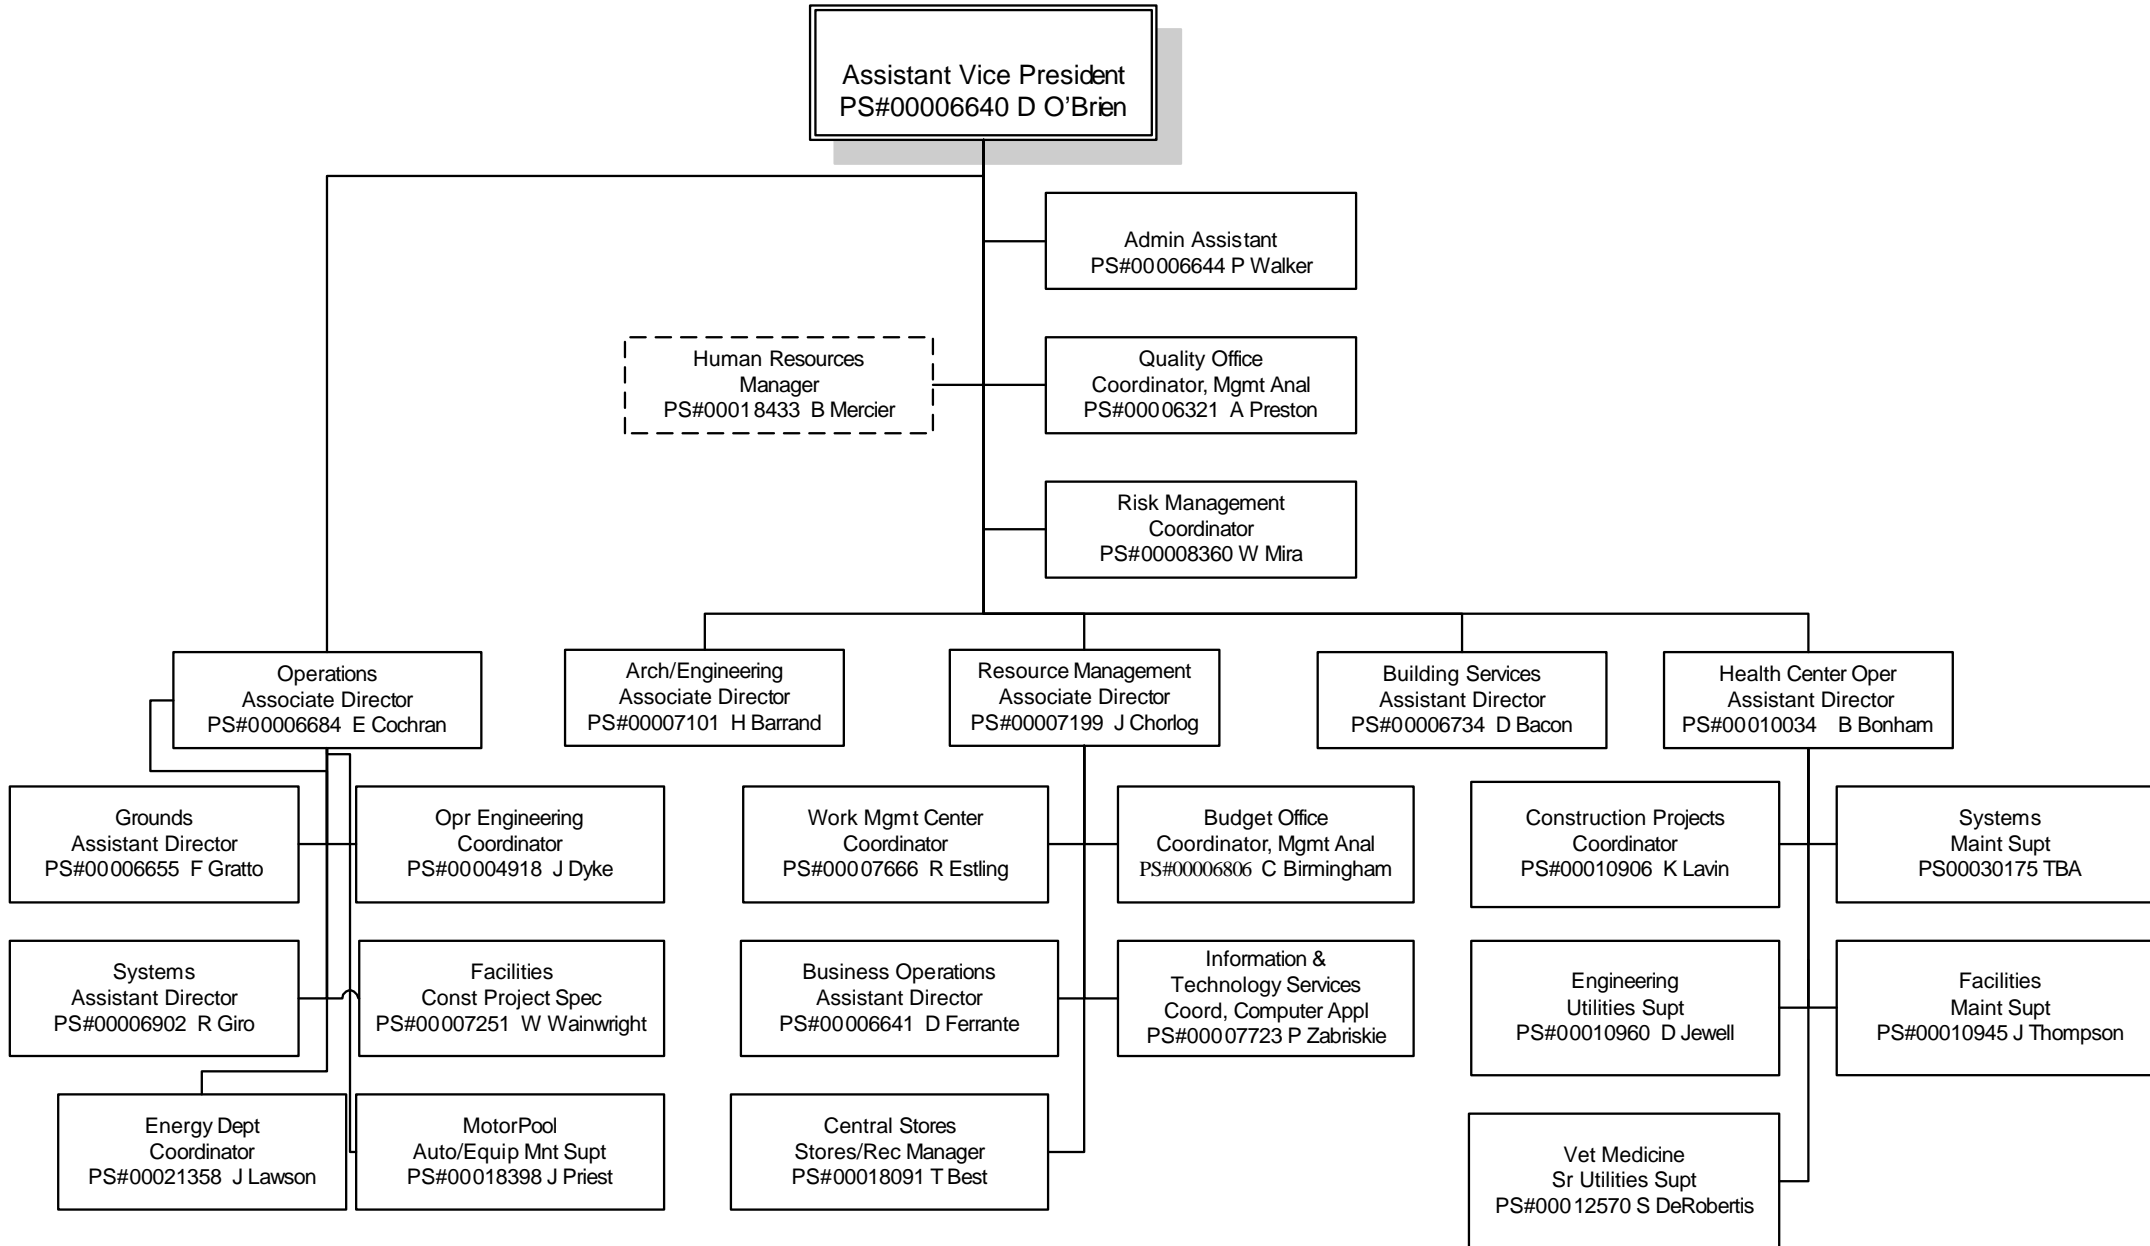 Assistant Vice President
PS#00006640 D O’Brien
Admin Assistant
PS#00006644 P Walker
Human Resources
Manager
PS#00018433 B Mercier
Quality Office
Coordinator, Mgmt Anal
PS#00006321 A Preston
Risk Management
Coordinator
PS#00008360 W Mira
Operations
Associate Director
PS#00006684 E Cochran
Arch/Engineering
Associate Director
PS#00007101 H Barrand
Resource Management
Associate Director
PS#00007199 J Chorlog
Building Services
Assistant Director
PS#00006734 D Bacon
Health Center Oper
Assistant Director
PS#00010034 B Bonham
Grounds
Assistant Director
PS#00006655 F Gratto
Opr Engineering
Coordinator
PS#00004918 J Dyke
Work Mgmt Center
Coordinator
PS#00007666 R Estling
Budget Office
Coordinator, Mgmt Anal
PS#00006806 C Birmingham
Construction Projects
Coordinator
PS#00010906 K Lavin
Systems
Maint Supt
PS00030175 TBA
Systems
Assistant Director
PS#00006902 R Giro
Facilities
Const Project Spec
PS#00007251 W Wainwright
Business Operations
Assistant Director
PS#00006641 D Ferrante
Information &
Technology Services
Coord, Computer Appl
PS#00007723 P Zabriskie
Engineering
Utilities Supt
PS#00010960 D Jewell
Facilities
Maint Supt
PS#00010945 J Thompson
Energy Dept
Coordinator
PS#00021358 J Lawson
MotorPool
Auto/Equip Mnt Supt
PS#00018398 J Priest
Central Stores
Stores/Rec Manager
PS#00018091 T Best
Vet Medicine
Sr Utilities Supt
PS#00012570 S DeRobertis